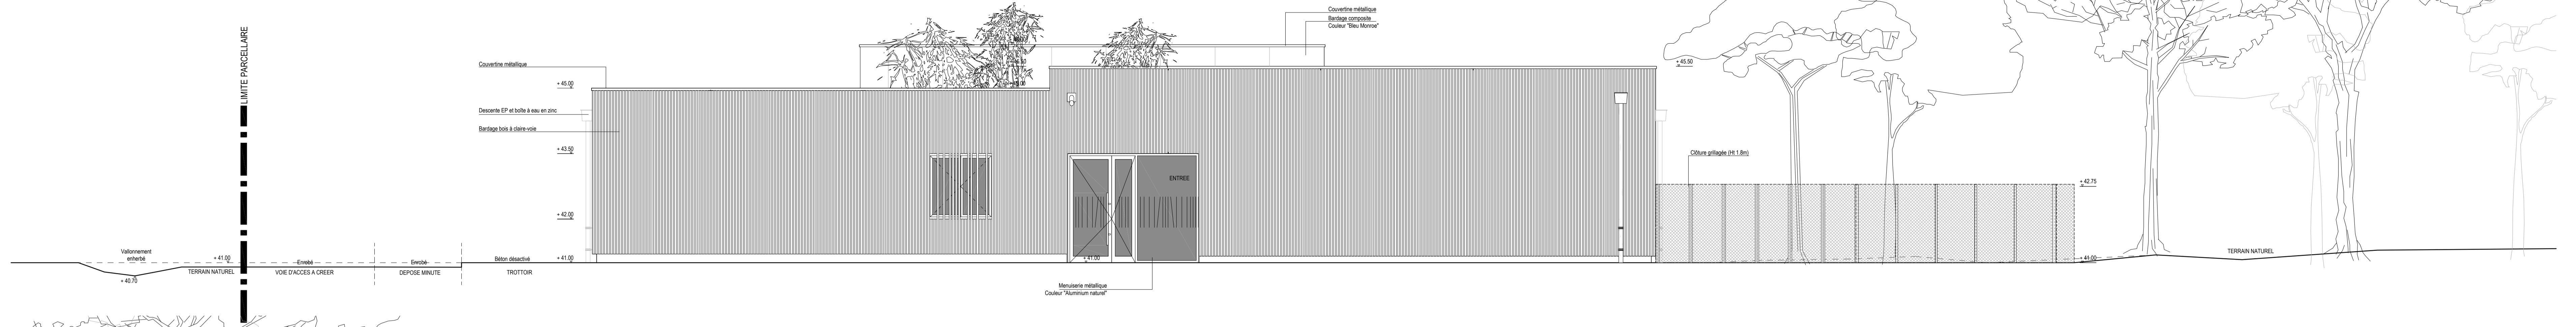 LIMITE PARCELLAIRE
Couvertine métallique
Bardage composite
Couleur "Bleu Monroe"
Couvertine métallique
+ 45.00
Descente EP et boîte à eau en zinc
Bardage bois à claire-voie
+ 43.50
+ 42.00
+ 45.50
Clôture grillagée (Ht 1.8m)
+ 42.75
ENTREE
Vallonnement
enherbé
+ 41.00
+ 40.70
TERRAIN NATUREL
Enrobé
VOIE D'ACCES A CREER
Enrobé
DEPOSE MINUTE
Béton désactivé
TROTTOIR
+ 41.00
+ 41.00
Menuiserie métallique
Couleur "Aluminium naturel"
+ 41.00
TERRAIN NATUREL